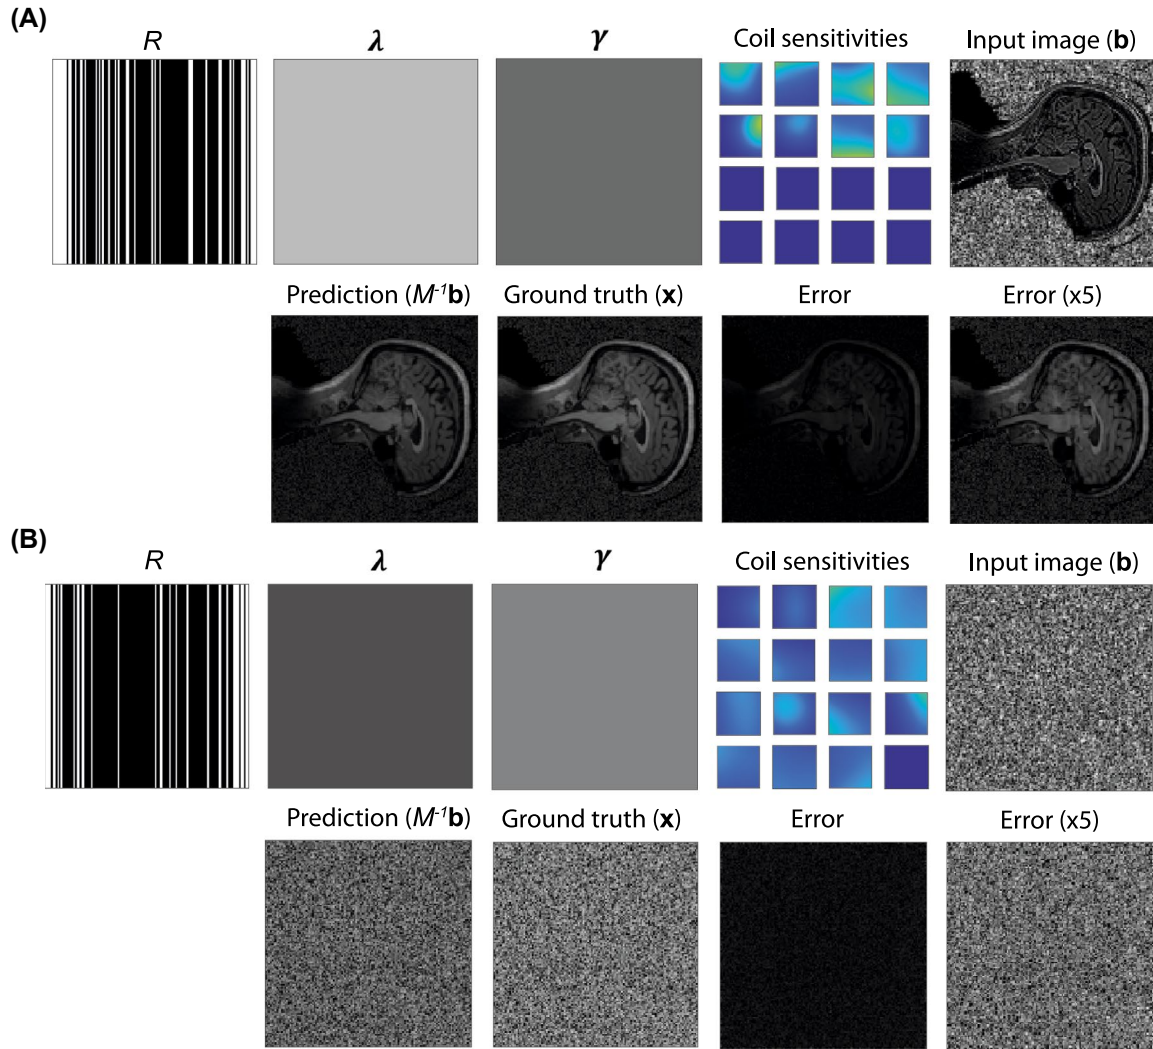 (A)
R λ γ Coil sensitivities Input image (b)
Prediction (M⁻¹b) Ground truth (x) Error Error (x5)
(B)
R λ γ Coil sensitivities Input image (b)
Prediction (M⁻¹b) Ground truth (x) Error Error (x5)